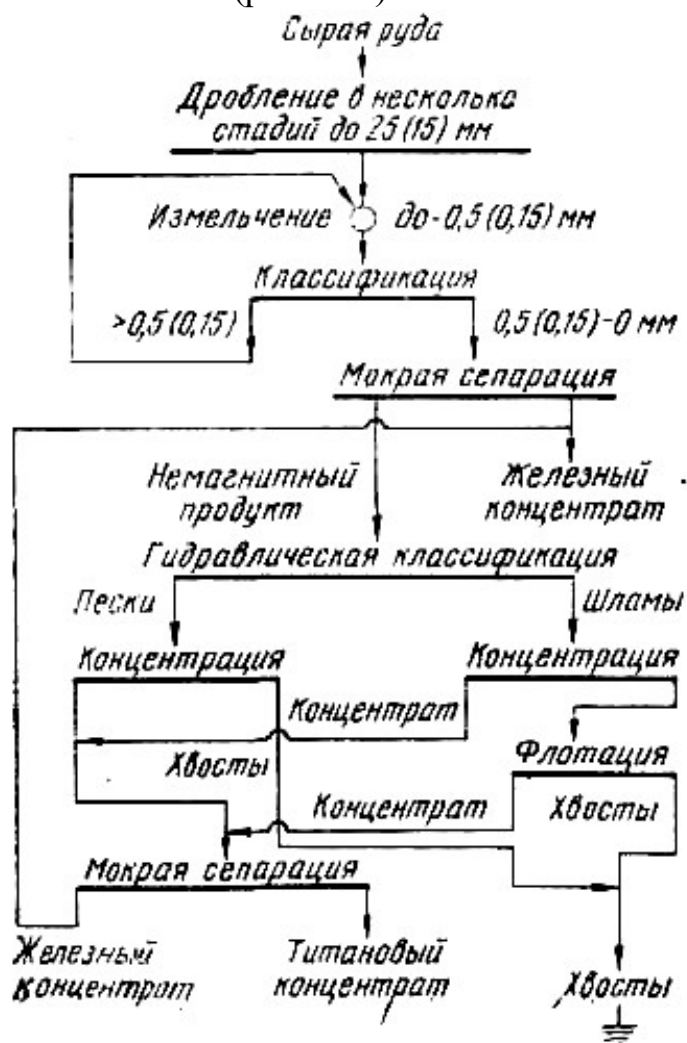 Сырая руда
Дробление в несколько
стадий до 25 (15) мм
Измельчение до-0,5 (0,15) мм
Классификация
>0,5 (0,15) 0,5 (0,15)-0 мм
Мокрая сепарация
Немагнитный
продукт
Железный
концентрат
Гидравлическая классификация
Пески Шламы
Концентрация Концентрация
Концентрат
Хвосты Флотация
Концентрат Хвосты
Мокрая сепарация
Железный
концентрат
Титановый
концентрат
Хвосты